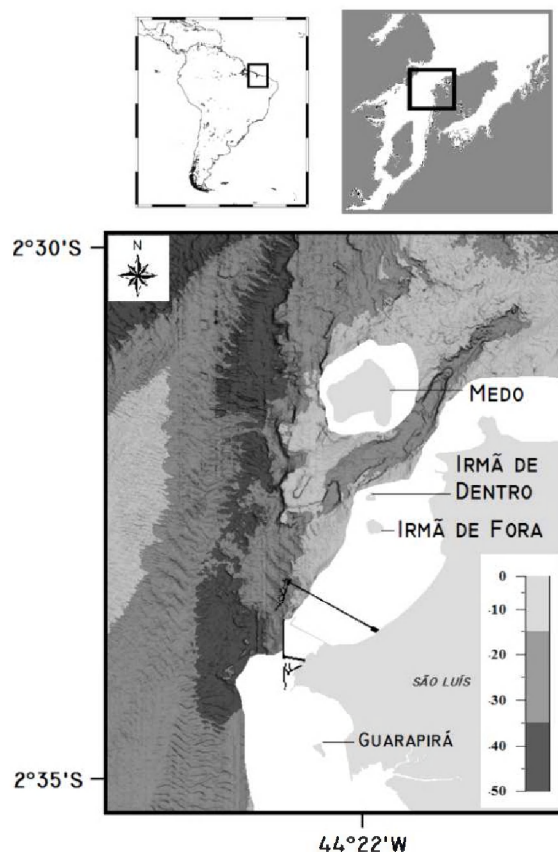 2°30'S
N
MEDO
IRMÃ DE
DENTRO
IRMÃ DE FORA
0
-10
-20
-30
-40
-50
SÃO LUÍS
GUARAPIRÁ
2°35'S
44°22'W